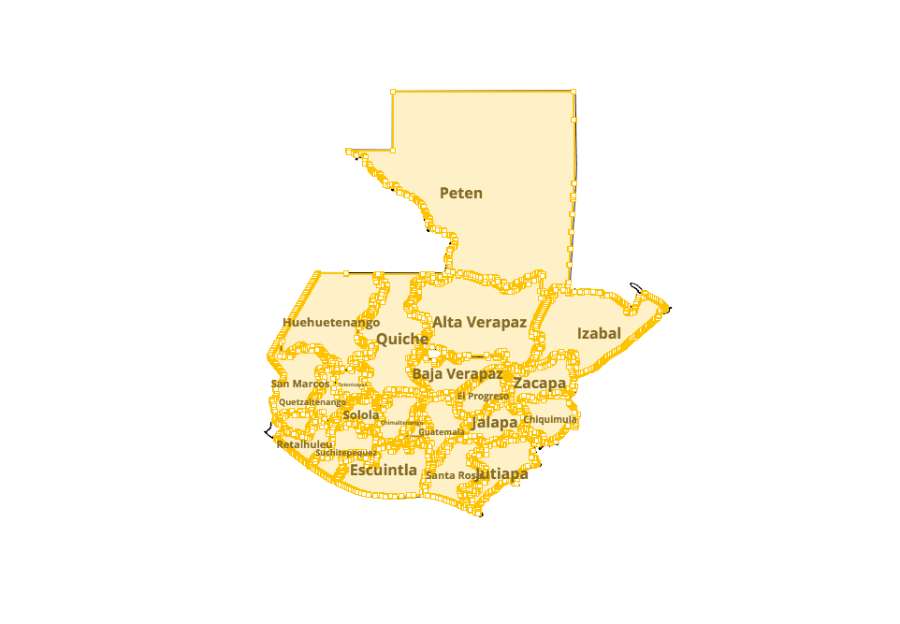 Peten
Huehuetenango
Alta Verapaz
Izabal
Quiche
Baja Verapaz
San Marcos
Totonicapan
Zacapa
El Progreso
Quetzaltenango
Solola
Chimaltenango
Jalapa
Chiquimula
Guatemala
Retalhuleu
Suchitepequez
Escuintla
Santa Rosa
Jutiapa